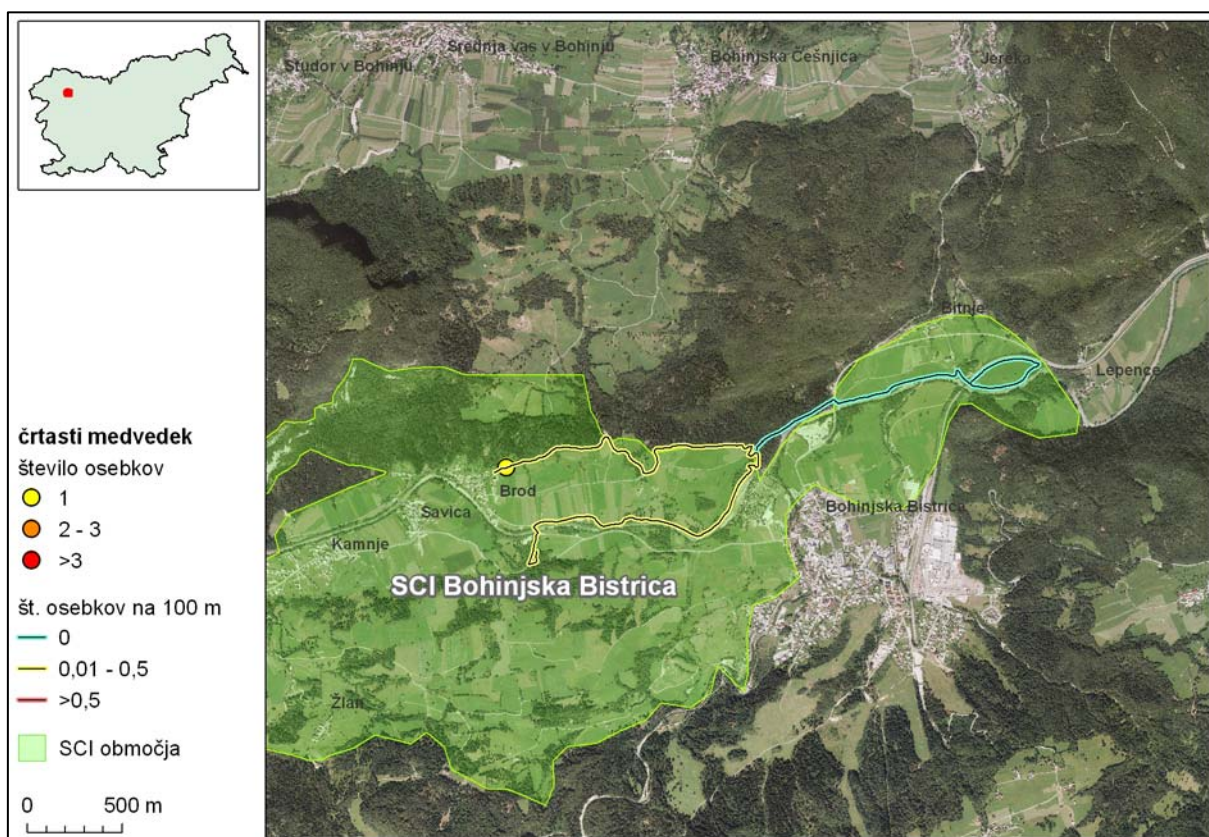 Srednja vas v Bohinju
Studor v Bohinju
Bohinjska Češnjica
Jereka
Bitnje
Lepence
Brod
Savica
Kamnje
Bohinjska Bistrica
SCI Bohinjska Bistrica
Žlan
črtasti medvedek
število osebkov
1
2 - 3
>3
št. osebkov na 100 m
0
0,01 - 0,5
>0,5
SCI območja
0 500 m